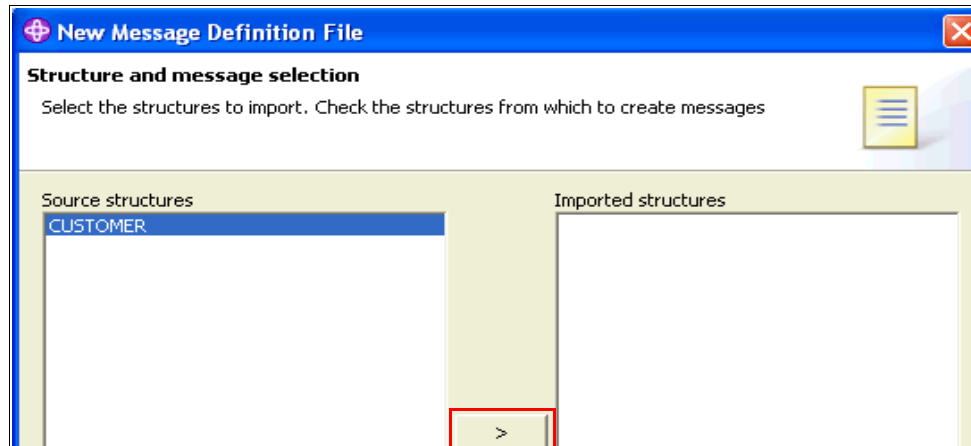 New Message Definition File
Structure and message selection
Select the structures to import. Check the structures from which to create messages
Source structures
Imported structures
CUSTOMER
>